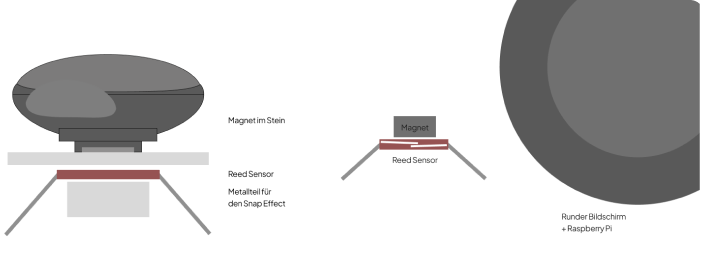 Magnet im Stein
Reed Sensor
Metallteil für
den Snap Effect
Magnet
Reed Sensor
Runder Bildschirm
+ Raspberry Pi